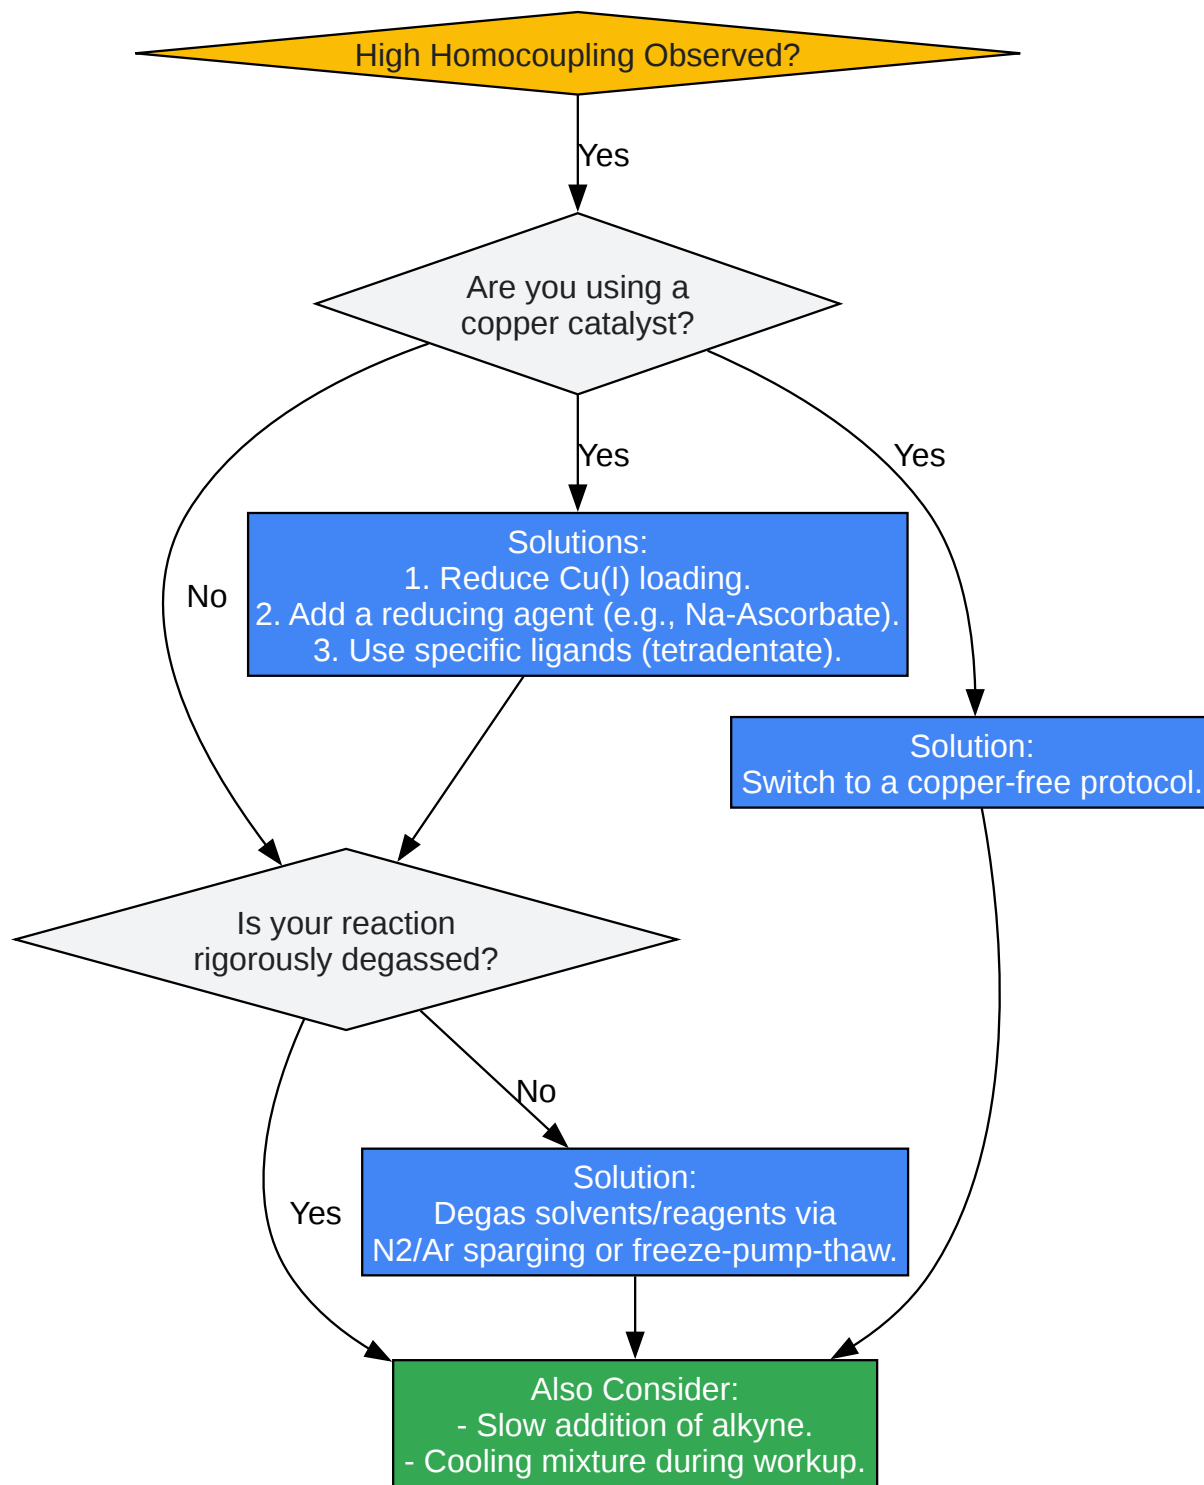 High Homocoupling Observed?
Yes
Are you using a
copper catalyst?
Yes
Yes
Solutions:
1. Reduce Cu(I) loading.
2. Add a reducing agent (e.g., Na-Ascorbate).
3. Use specific ligands (tetradentate).
No
Solution:
Switch to a copper-free protocol.
Is your reaction
rigorously degassed?
No
Yes
Solution:
Degas solvents/reagents via
N2/Ar sparging or freeze-pump-thaw.
Also Consider:
- Slow addition of alkyne.
- Cooling mixture during workup.